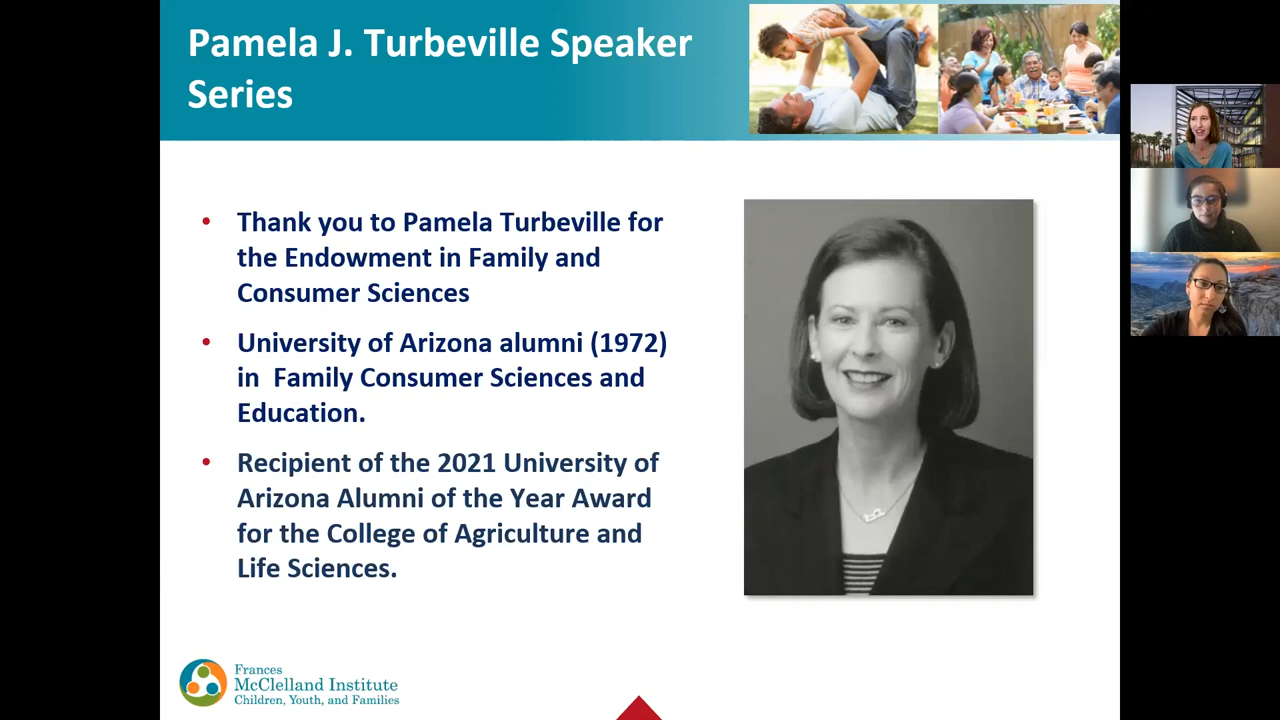 Pamela J. Turbeville Speaker
Series
• Thank you to Pamela Turbeville for
the Endowment in Family and
Consumer Sciences
• University of Arizona alumni (1972)
in  Family Consumer Sciences and
Education.
• Recipient of the 2021 University of
Arizona Alumni of the Year Award
for the College of Agriculture and
Life Sciences.
Frances
McClelland Institute
Children, Youth, and Families